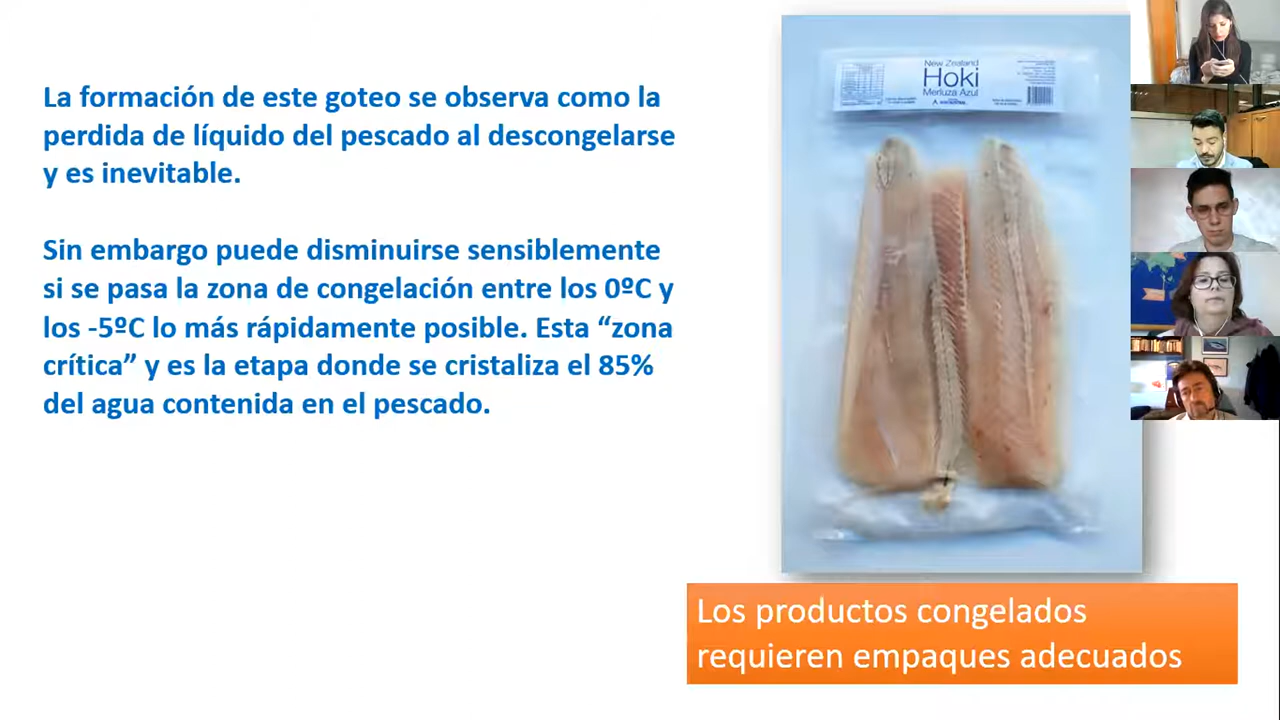 La formación de este goteo se observa como la
perdida de líquido del pescado al descongelarse
y es inevitable.
Sin embargo puede disminuirse sensiblemente
si se pasa la zona de congelación entre los 0ºC y
los -5ºC lo más rápidamente posible. Esta “zona
crítica” y es la etapa donde se cristaliza el 85%
del agua contenida en el pescado.
New Zealand
Hoki
Merluza Azul
Los productos congelados
requieren empaques adecuados